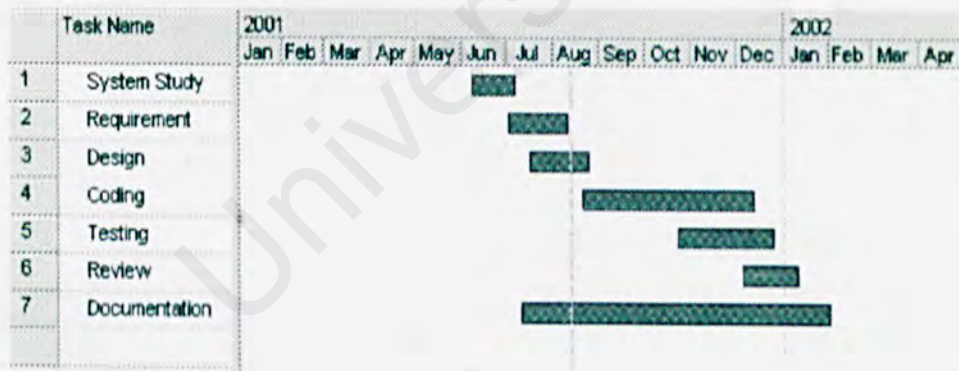 Task Name 2001 2002
Jan Feb Mar Apr May Jun Jul Aug Sep Oct Nov Dec Jan Feb Mar Apr
1 System Study
2 Requirement
3 Design
4 Coding
5 Testing
6 Review
7 Documentation
Univers